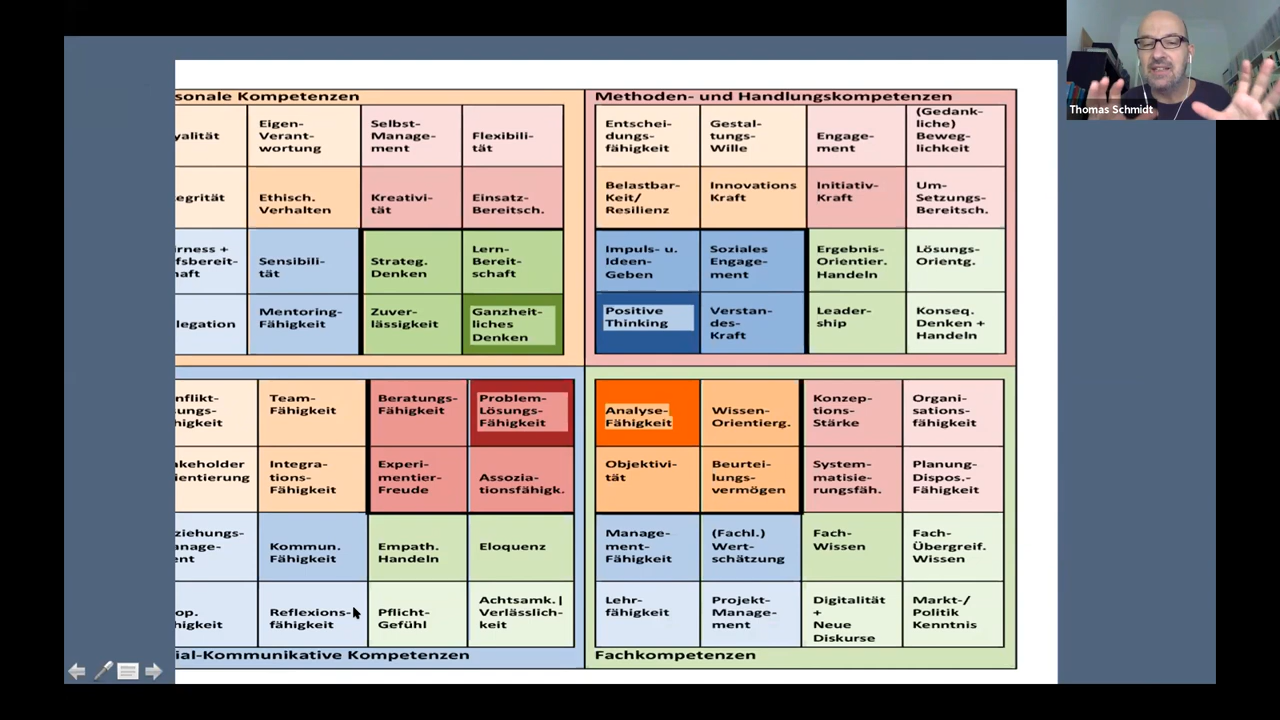 Thomas Schmidt
sonale Kompetenzen
yalität
Eigen-
Verant-
wortung
Selbst-
Manage-
ment
Flexibili-
tät
egrität
Ethisch.
Verhalten
Kreativi-
tät
Einsatz-
Bereitsch.
irness +
fsbereit-
haft
Sensibili-
tät
Strateg.
Denken
Lern-
Bereit-
schaft
legation
Mentoring-
Fähigkeit
Zuver-
lässigkeit
Ganzheit-
liches
Denken
Methoden- und Handlungskompetenzen
Entschei-
dungs-
fähigkeit
Gestal-
tungs-
Wille
Engage-
ment
(Gedank-
liche)
Beweg-
lichkeit
Belastbar-
Keit/
Resilienz
Innovations
Kraft
Initiativ-
Kraft
Um-
Setzungs-
Bereitsch.
Impuls- u.
Ideen-
Geben
Soziales
Engage-
ment
Ergebnis-
Orientier.
Handeln
Lösungs-
Orientg.
Positive
Thinking
Verstan-
des-
Kraft
Leader-
ship
Konseq.
Denken +
Handeln
nflikt-
ungs-
higkeit
Team-
Fähigkeit
Beratungs-
Fähigkeit
Problem-
Lösungs-
Fähigkeit
akeholder
ientierung
Integra-
tions-
Fähigkeit
Experi-
mentier-
Freude
Assozia-
tionsfähigk.
ziehungs-
anage-
ent
Kommun.
Fähigkeit
Empath.
Handeln
Eloquenz
op.
higkeit
Reflexions-
fähigkeit
Pflicht-
Gefühl
Achtsamk.|
Verlässlich-
keit
ial-Kommunikative Kompetenzen
Analyse-
Fähigkeit
Wissen-
Orientierg.
Konzep-
tions-
Stärke
Organi-
sations-
fähigkeit
Objektivi-
tät
Beurtei-
lungs-
vermögen
System-
matisie-
rungsfäh.
Planung-
Dispos.-
Fähigkeit
Manage-
ment-
Fähigkeit
(Fachl.)
Wert-
schätzung
Fach-
Wissen
Fach-
Übergreif.
Wissen
Lehr-
fähigkeit
Projekt-
Manage-
ment
Digitalität
+
Neue
Diskurse
Markt-/
Politik
Kenntnis
Fachkompetenzen